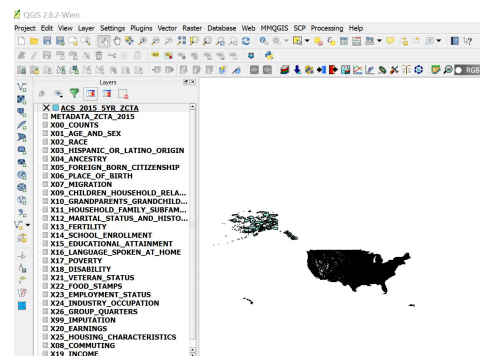 QGIS 2.8.2-Wien
Project Edit View Layer Settings Plugins Vector Raster Database Web MMQGIS SCP Processing Help
Layers
ACS_2015_5YR_ZCTA
METADATA_ZCTA_2015
X00_COUNTS
X01_AGE_AND_SEX
X02_RACE
X03_HISPANIC_OR_LATINO_ORIGIN
X04_ANCESTRY
X05_FOREIGN_BORN_CITIZENSHIP
X06_PLACE_OF_BIRTH
X07_MIGRATION
X09_CHILDREN_HOUSEHOLD_RELA...
X10_GRANDPARENTS_GRANDCHILD...
X11_HOUSEHOLD_FAMILY_SUBFAM...
X12_MARITAL_STATUS_AND_HISTO...
X13_FERTILITY
X14_SCHOOL_ENROLLMENT
X15_EDUCATIONAL_ATTAINMENT
X16_LANGUAGE_SPOKEN_AT_HOME
X17_POVERTY
X18_DISABILITY
X21_VETERAN_STATUS
X22_FOOD_STAMPS
X23_EMPLOYMENT_STATUS
X24_INDUSTRY_OCCUPATION
X26_GROUP_QUARTERS
X99_IMPUTATION
X20_EARNINGS
X25_HOUSING_CHARACTERISTICS
X08_COMMUTING
X19_INCOME
RGB